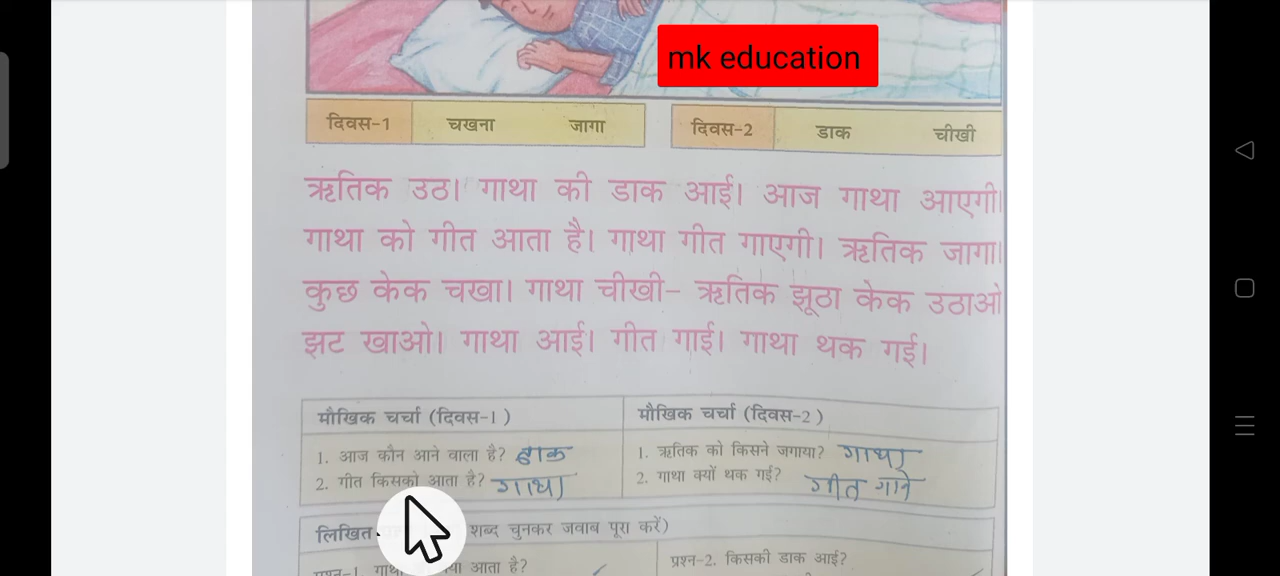 mk education
दिवस-1 चखना जागा दिवस-2 डाक चीखी
ऋतिक उठ। गाथा की डाक आई। आज गाथा आएगी।
गाथा को गीत आता है। गाथा गीत गाएगी। ऋतिक जागा।
कुछ केक चखा। गाथा चीखी- ऋतिक झूठा केक उठाओ
झट खाओ। गाथा आई। गीत गाई। गाथा थक गई।
मौखिक चर्चा (दिवस-1) मौखिक चर्चा (दिवस-2)
1. आज कौन आने वाला है? डाक 1. ऋतिक को किसने जगाया? गाथा
2. गीत किसको आता है? गाथा 2. गाथा क्यों थक गई? गीत गाने
लिखित शब्द चुनकर जवाब पूरा करें)
प्रश्न-1. गाथा आता है? प्रश्न-2. किसकी डाक आई?